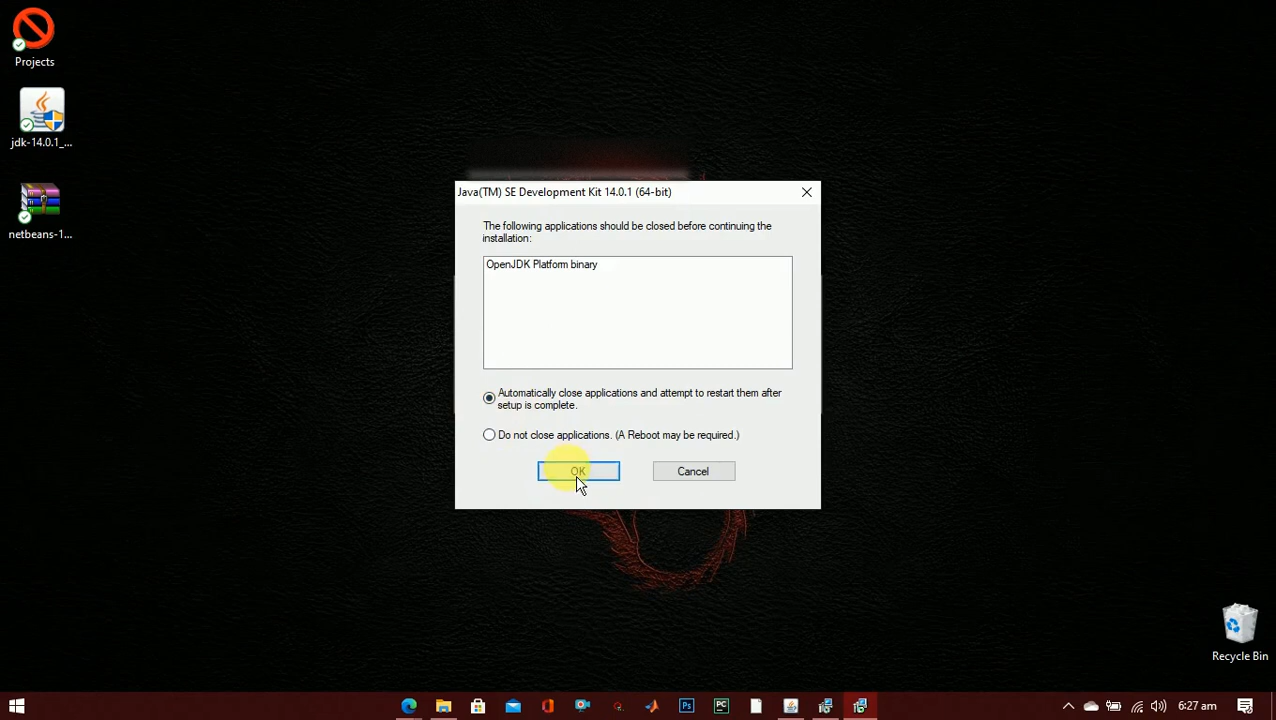 Projects
jdk-14.0.1_...
netbeans-1...
Java(TM) SE Development Kit 14.0.1 (64-bit)
The following applications should be closed before continuing the
installation:
OpenJDK Platform binary
Automatically close applications and attempt to restart them after
setup is complete.
Do not close applications. (A Reboot may be required.)
OK
Cancel
Recycle Bin
Ps
PC
6:27 am